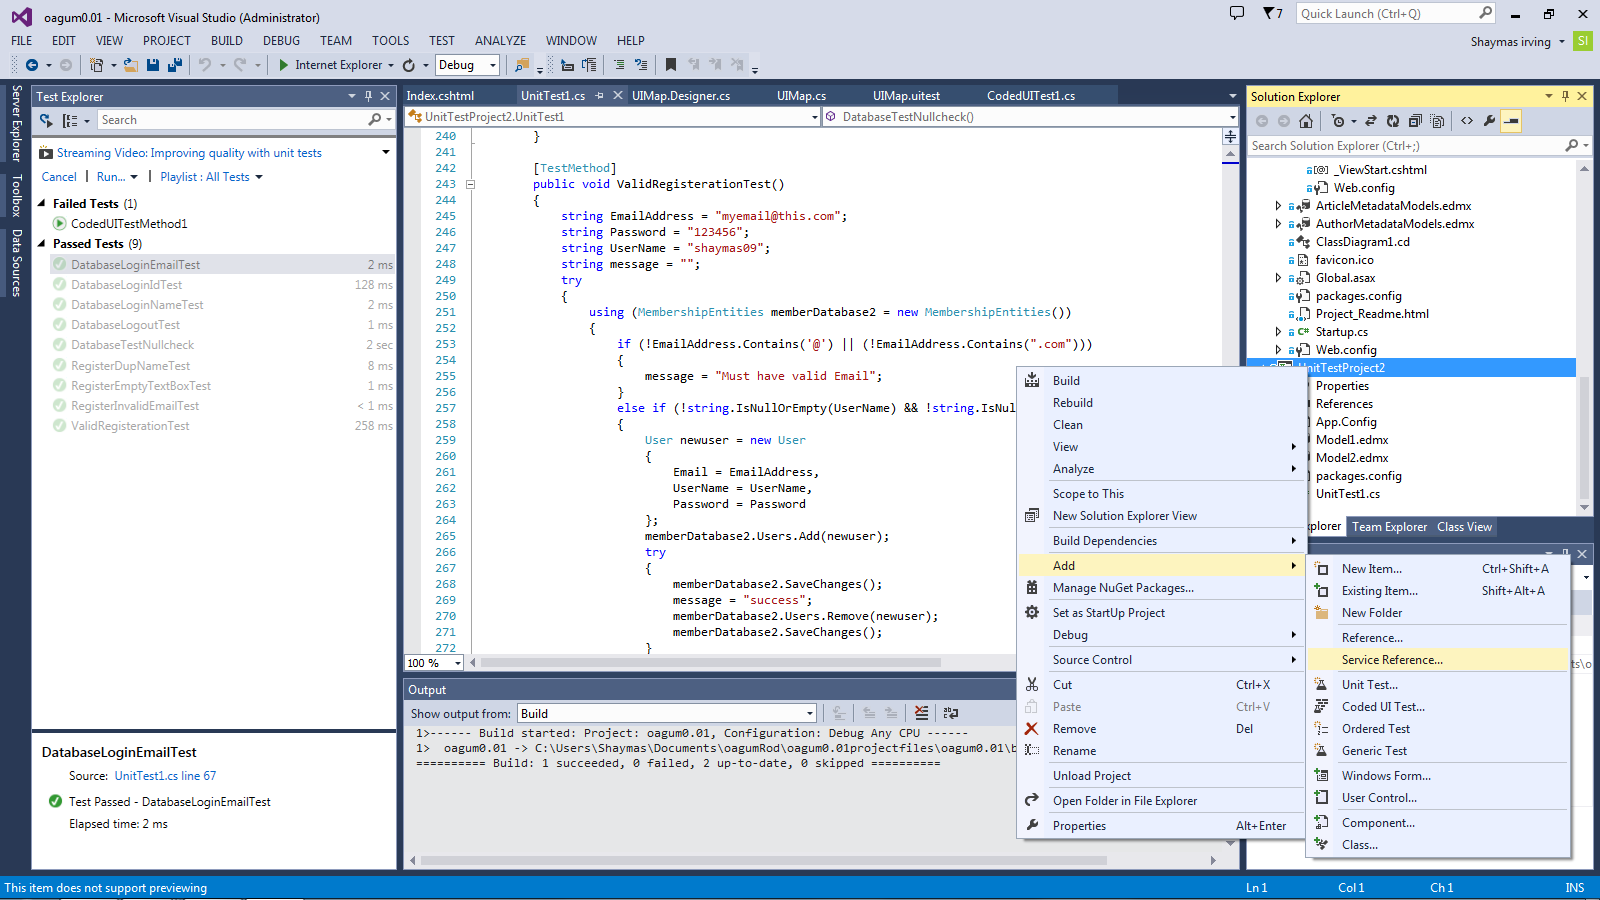 oagum0.01 - Microsoft Visual Studio (Administrator)
7
Quick Launch (Ctrl+Q)
FILE EDIT VIEW PROJECT BUILD DEBUG TEAM TOOLS TEST ANALYZE WINDOW HELP
Shaymas irving
SI
Internet Explorer
Debug
Server Explorer
Toolbox
Data Sources
Test Explorer
Search
Streaming Video: Improving quality with unit tests
Cancel | Run... | Playlist : All Tests
Failed Tests (1)
CodedUITestMethod1
Passed Tests (9)
DatabaseLoginEmailTest 2 ms
DatabaseLoginIdTest 128 ms
DatabaseLoginNameTest 2 ms
DatabaseLogoutTest 1 ms
DatabaseTestNullcheck 2 sec
RegisterDupNameTest 8 ms
RegisterEmptyTextBoxTest 1 ms
RegisterInvalidEmailTest < 1 ms
ValidRegisterationTest 258 ms
DatabaseLoginEmailTest
Source: UnitTest1.cs line 67
Test Passed - DatabaseLoginEmailTest
Elapsed time: 2 ms
Index.cshtml UnitTest1.cs UIMap.Designer.cs UIMap.cs UIMap.uitest CodedUITest1.cs
UnitTestProject2.UnitTest1 DatabaseTestNullcheck()
240 }
241
242 [TestMethod]
243 public void ValidRegisterationTest()
244 {
245 string EmailAddress = "myemail@this.com";
246 string Password = "123456";
247 string UserName = "shaymas09";
248 string message = "";
249 try
250 {
251 using (MembershipEntities memberDatabase2 = new MembershipEntities())
252 {
253 if (!EmailAddress.Contains('@') || (!EmailAddress.Contains(".com")))
254 {
255 message = "Must have valid Email";
256 }
257 else if (!string.IsNullOrEmpty(UserName) && !string.IsNul
258 {
259 User newuser = new User
260 {
261 Email = EmailAddress,
262 UserName = UserName,
263 Password = Password
264 };
265 memberDatabase2.Users.Add(newuser);
266 try
267 {
268 memberDatabase2.SaveChanges();
269 message = "success";
270 memberDatabase2.Users.Remove(newuser);
271 memberDatabase2.SaveChanges();
272 }
100 %
Output
Show output from: Build
1>------ Build started: Project: oagum0.01, Configuration: Debug Any CPU ------
1> oagum0.01 -> C:\Users\Shaymas\Documents\oagumRod\oagum0.01projectfiles\oagum0.01\b
========== Build: 1 succeeded, 0 failed, 2 up-to-date, 0 skipped ==========
Solution Explorer
Search Solution Explorer (Ctrl+;)
_ViewStart.cshtml
Web.config
ArticleMetadataModels.edmx
AuthorMetadataModels.edmx
ClassDiagram1.cd
favicon.ico
Global.asax
packages.config
Project_Readme.html
C# Startup.cs
Web.config
UnitTestProject2
Properties
References
App.Config
Model1.edmx
Model2.edmx
packages.config
UnitTest1.cs
plorer Team Explorer Class View
Build
Rebuild
Clean
View
Analyze
Scope to This
New Solution Explorer View
Build Dependencies
Add
Manage NuGet Packages...
Set as StartUp Project
Debug
Source Control
Cut Ctrl+X
Paste Ctrl+V
Remove Del
Rename
Unload Project
Open Folder in File Explorer
Properties Alt+Enter
New Item... Ctrl+Shift+A
Existing Item... Shift+Alt+A
New Folder
Reference...
Service Reference...
Unit Test...
Coded UI Test...
Ordered Test
Generic Test
Windows Form...
User Control...
Component...
Class...
ts\o
This item does not support previewing
Ln 1 Col 1 Ch 1 INS